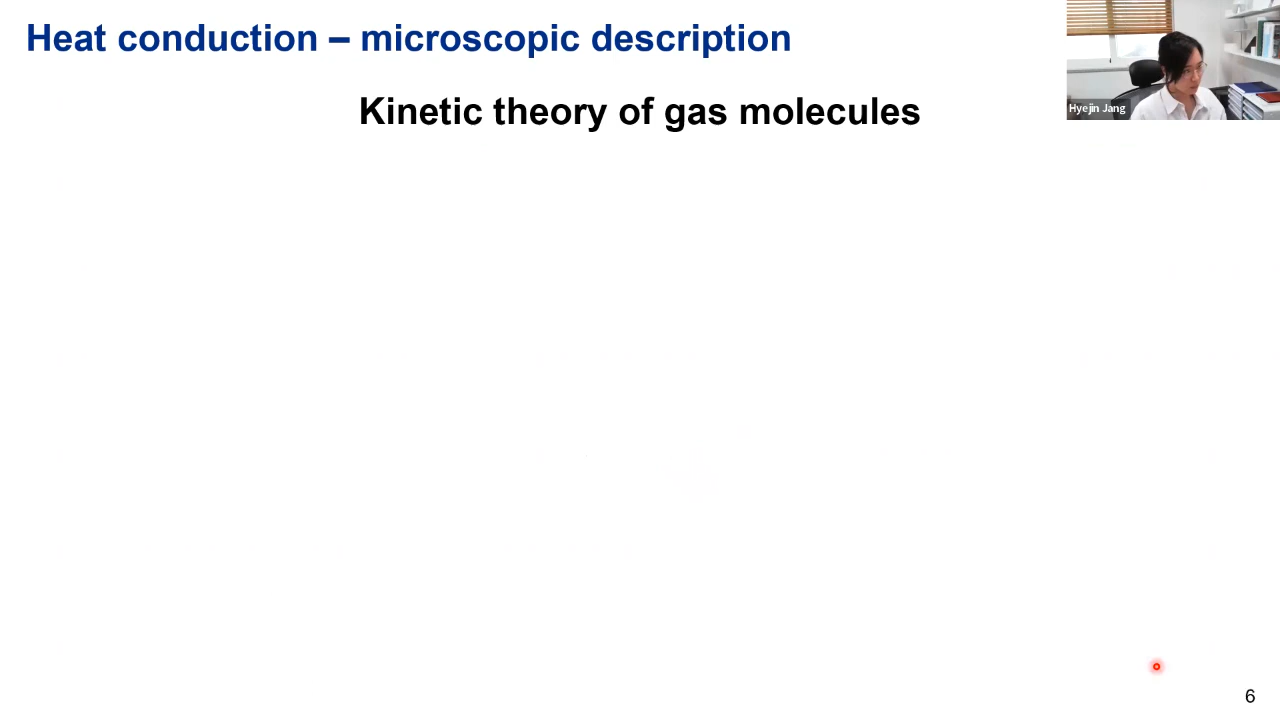 Heat conduction – microscopic description
Hyejin Jang
Kinetic theory of gas molecules
6